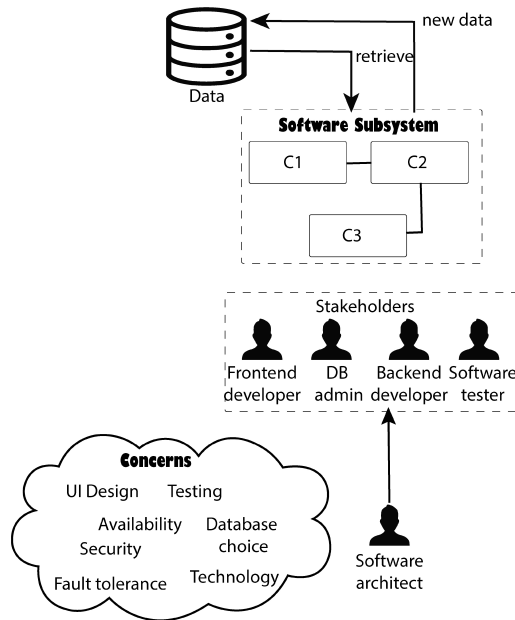 new data
retrieve
Data
Software Subsystem
C1
C2
C3
Stakeholders
Frontend developer
DB admin
Backend developer
Software tester
Concerns
UI Design
Testing
Availability
Database choice
Security
Fault tolerance
Technology
Software architect